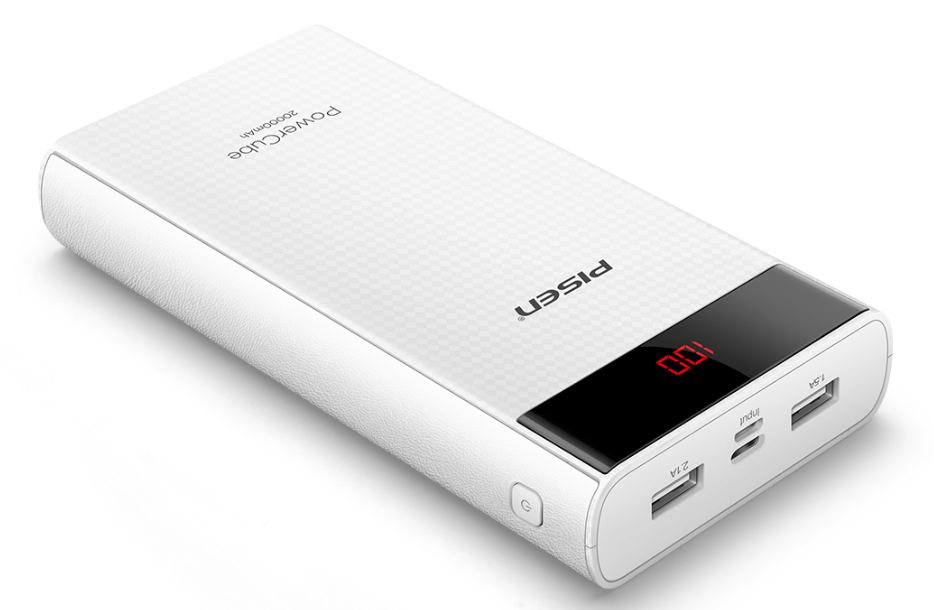 PowerCube
20000mAh
PISEN®
100
1.5A
Input
2.1A